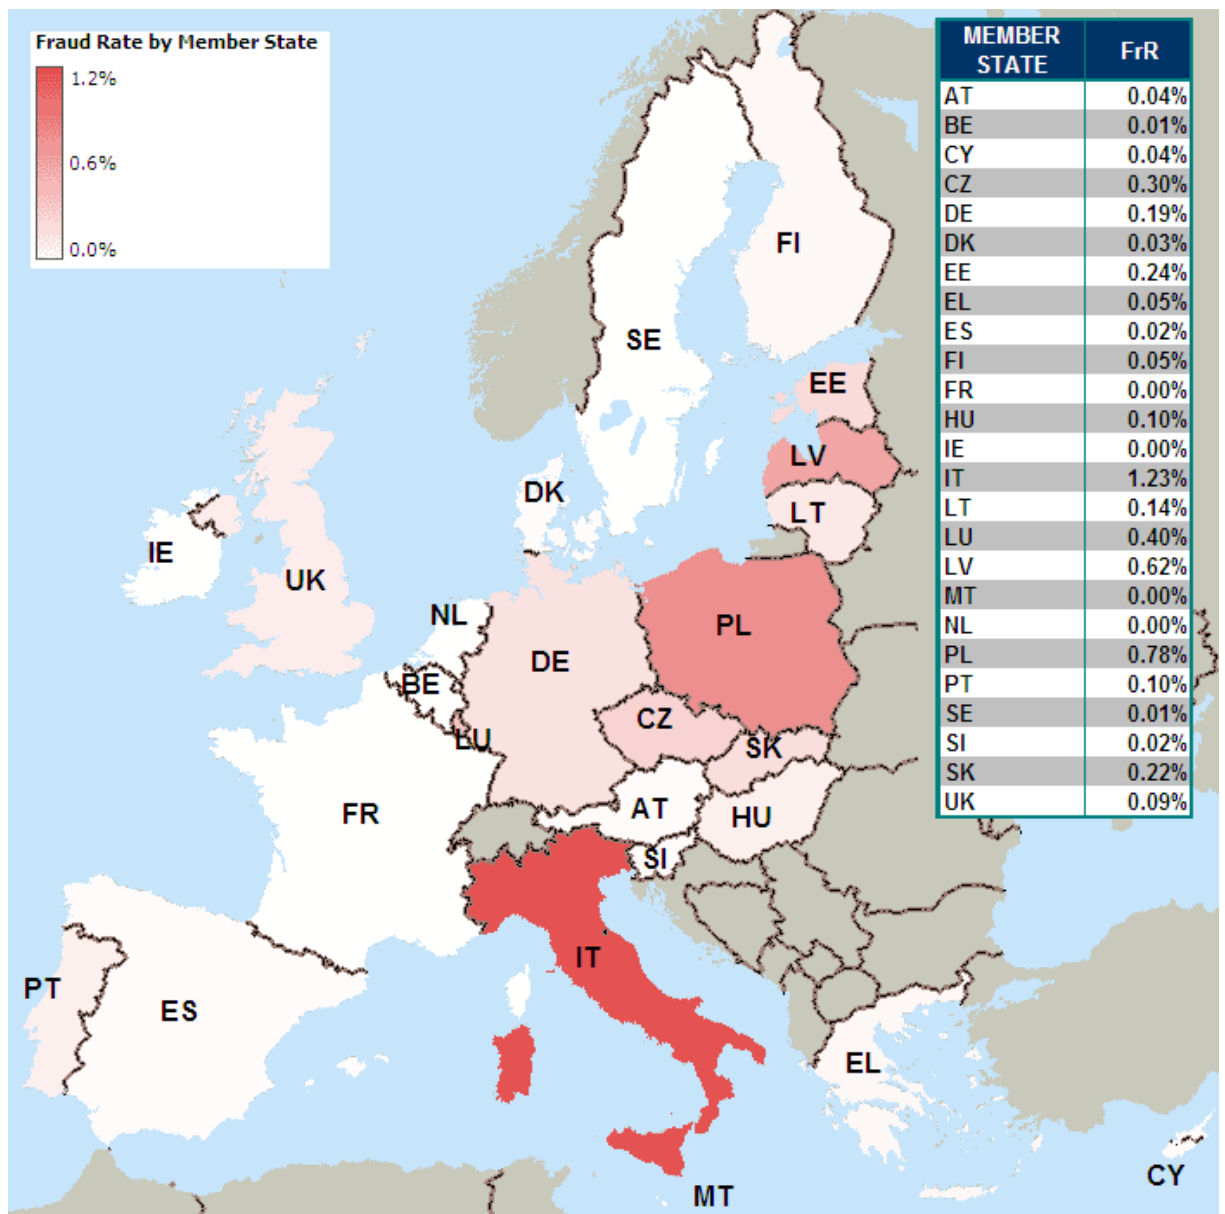 Fraud Rate by Member State
1.2%
0.6%
0.0%
MEMBER STATE FrR
AT 0.04%
BE 0.01%
CY 0.04%
CZ 0.30%
DE 0.19%
DK 0.03%
EE 0.24%
EL 0.05%
ES 0.02%
FI 0.05%
FR 0.00%
HU 0.10%
IE 0.00%
IT 1.23%
LT 0.14%
LU 0.40%
LV 0.62%
MT 0.00%
NL 0.00%
PL 0.78%
PT 0.10%
SE 0.01%
SI 0.02%
SK 0.22%
UK 0.09%
FI
SE
EE
LV
DK
LT
IE
UK
NL
PL
DE
BE
CZ
LU
SK
FR
AT
HU
SI
IT
PT
ES
EL
CY
MT